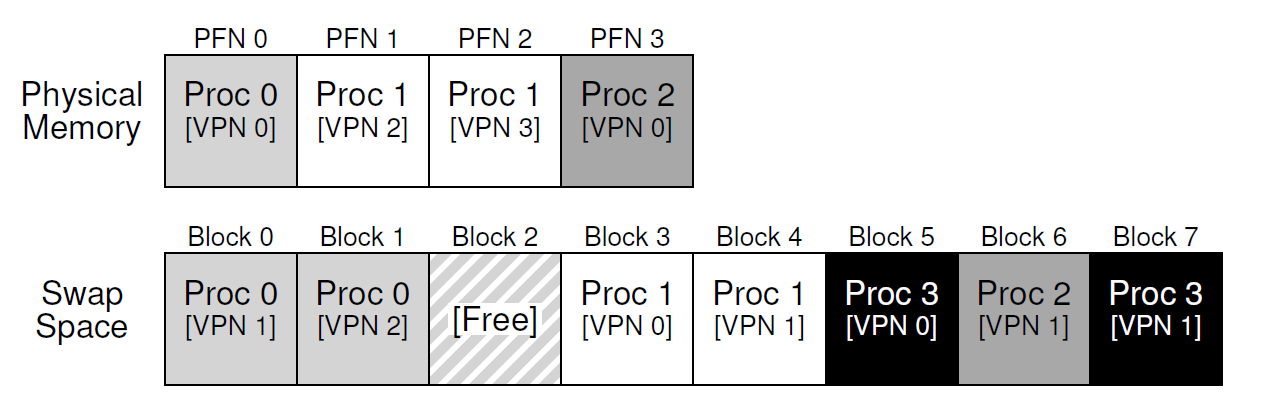 PFN 0 PFN 1 PFN 2 PFN 3
Physical Memory
Proc 0 Proc 1 Proc 1 Proc 2
[VPN 0] [VPN 2] [VPN 3] [VPN 0]
Block 0 Block 1 Block 2 Block 3 Block 4 Block 5 Block 6 Block 7
Swap Space
Proc 0 Proc 0 [Free] Proc 1 Proc 1 Proc 3 Proc 2 Proc 3
[VPN 1] [VPN 2] [VPN 0] [VPN 1] [VPN 0] [VPN 1] [VPN 1]